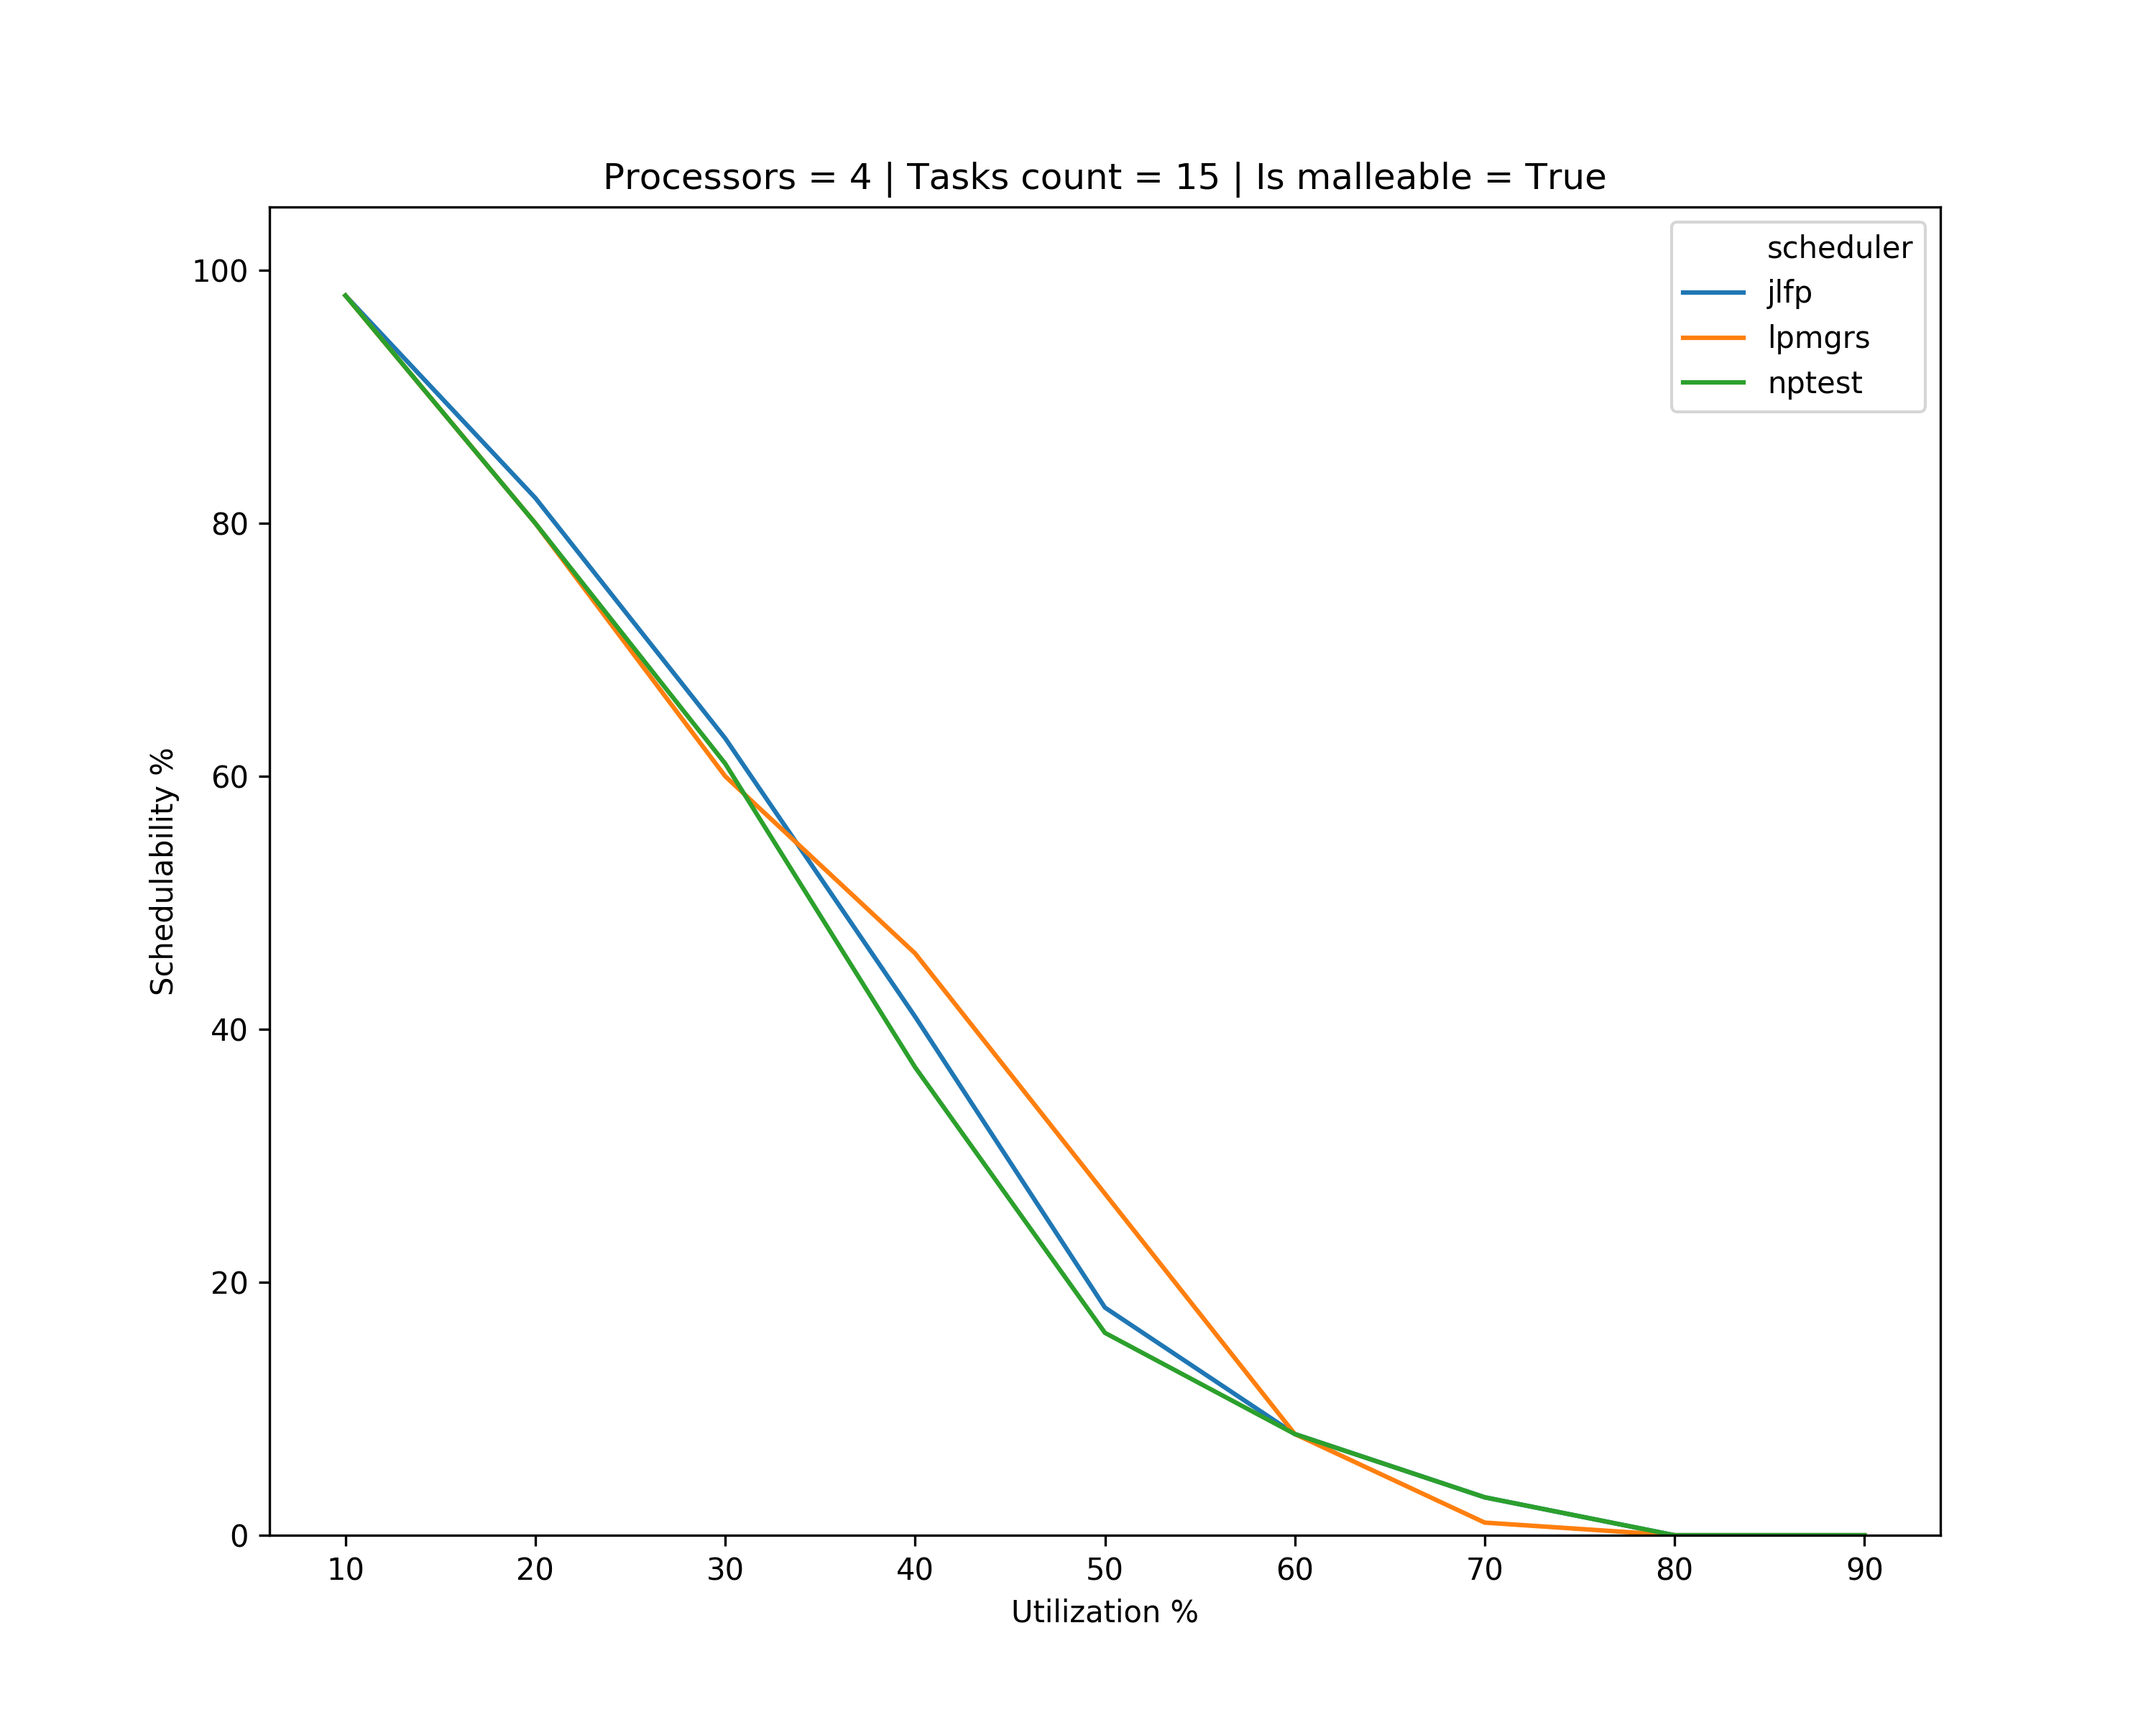 Processors = 4 | Tasks count = 15 | Is malleable = True
scheduler
jlfp
lpmgrs
nptest
Schedulability %
100
80
60
40
20
0
10 20 30 40 50 60 70 80 90
Utilization %